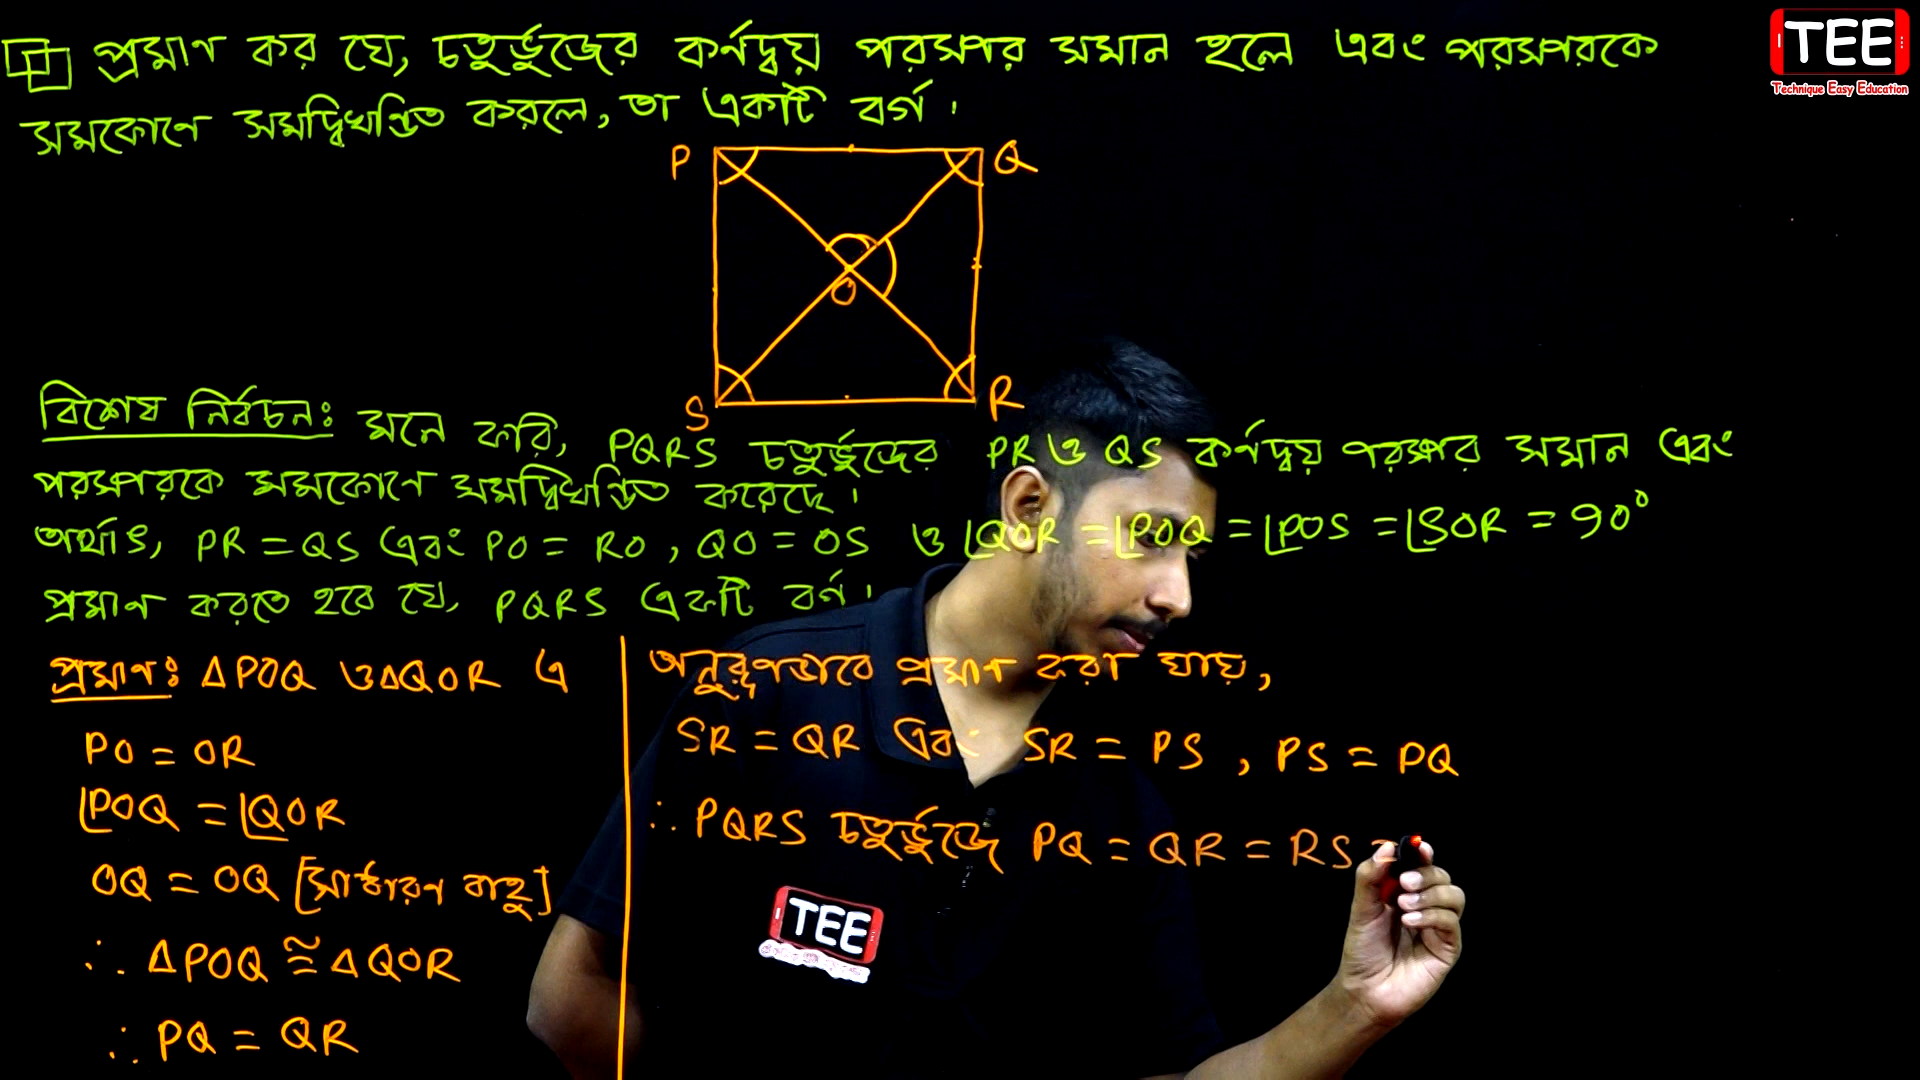 প্রমাণ কর যে, চতুর্ভুজের কর্ণদ্বয় পরস্পর সমান হলে এবং পরস্পরকে
সমকোণে সমদ্বিখন্ডিত করলে, তা একটি বর্গ।
TEE
Technique Easy Education
P
Q
O
S
R
বিশেষ নির্বচনঃ মনে করি, PQRS চতুর্ভুজের PR ও QS কর্ণদ্বয় পরস্পর সমান এবং
পরস্পরকে সমকোণে সমদ্বিখন্ডিত করেছে।
অর্থাৎ, PR = QS এবং PO = RO, QO = OS ও ∠QOR = ∠POQ = ∠POS = ∠SOR = 90°
প্রমাণ করতে হবে যে, PQRS একটি বর্গ।
প্রমাণঃ ΔPOQ ও ΔQOR এ
PO = OR
∠POQ = ∠QOR
OQ = OQ [সাধারণ বাহু]
∴ ΔPOQ ≅ ΔQOR
∴ PQ = QR
অনুরূপভাবে প্রমাণ করা যায়,
SR = QR এবং SR = PS, PS = PQ
∴ PQRS চতুর্ভুজে PQ = QR = RS =
TEE